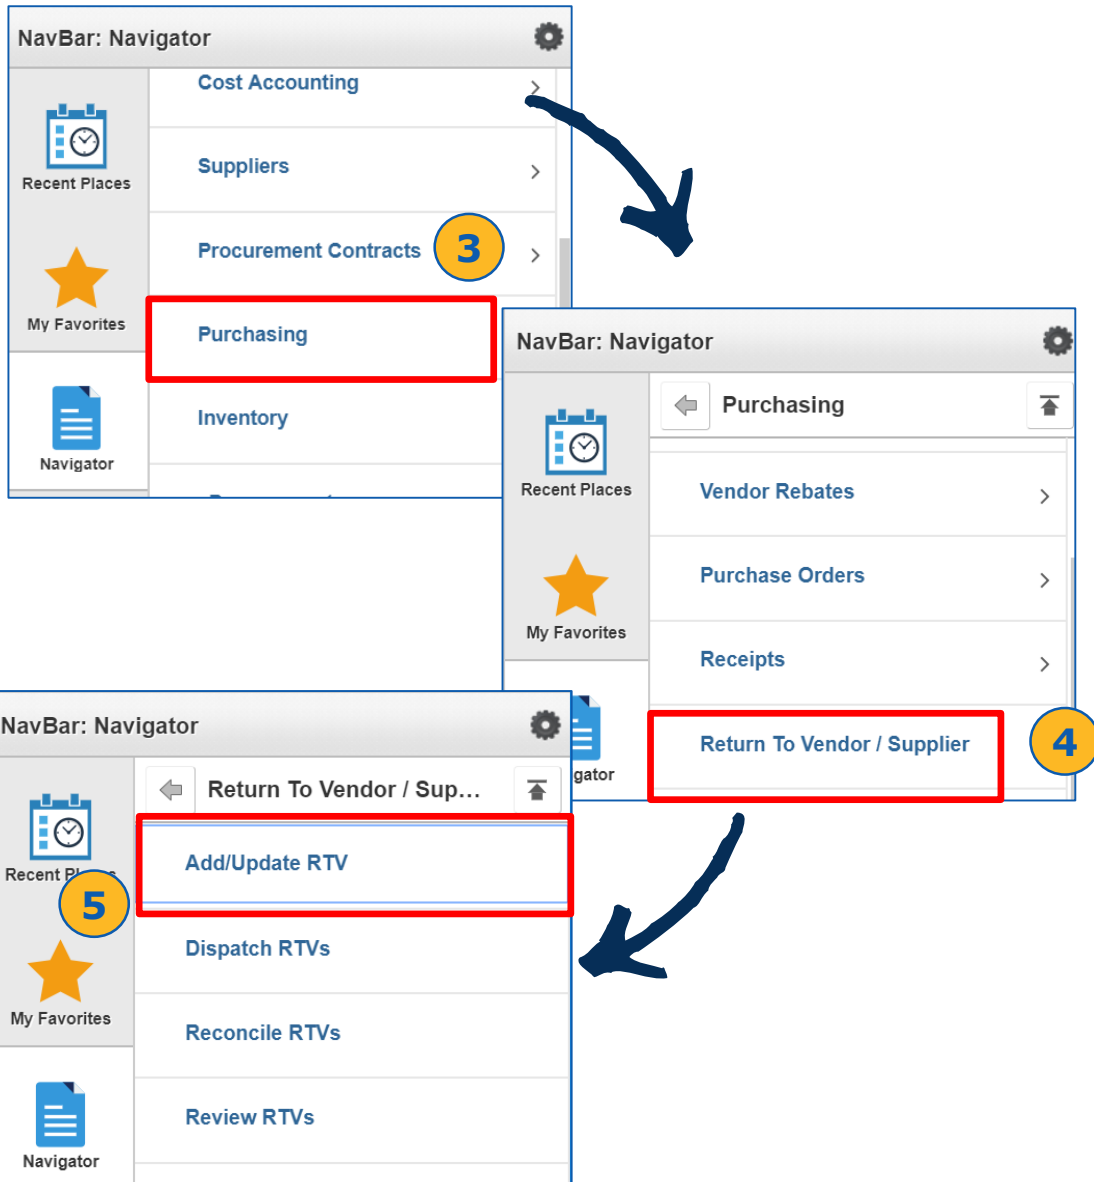 NavBar: Navigator
Cost Accounting
Recent Places
Suppliers
Procurement Contracts
3
My Favorites
Purchasing
Inventory
Navigator
NavBar: Navigator
Purchasing
Recent Places
Vendor Rebates
Purchase Orders
My Favorites
Receipts
Return To Vendor / Supplier
4
gator
NavBar: Navigator
Return To Vendor / Sup...
Add/Update RTV
Recent
5
Dispatch RTVs
My Favorites
Reconcile RTVs
Review RTVs
Navigator